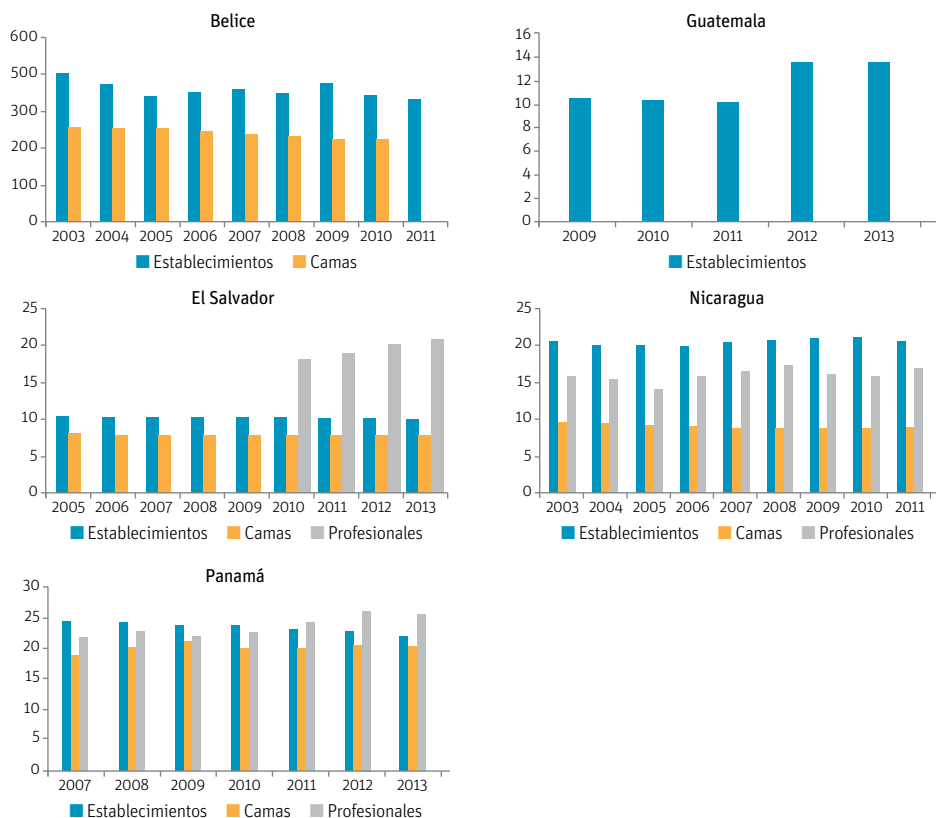 Belice
600
500
300
300
200
100
0
2003 2004 2005 2006 2007 2008 2009 2010 2011
Establecimientos Camas
Guatemala
16
14
12
10
8
8
6
4
2
0
2009 2010 2011 2012 2013
Establecimientos
El Salvador
25
20
15
10
5
0
2005 2006 2007 2008 2009 2010 2011 2012 2013
Establecimientos Camas Profesionales
Nicaragua
25
20
15
10
5
0
2003 2004 2005 2006 2007 2008 2009 2010 2011
Establecimientos Camas Profesionales
Panamá
30
25
20
15
10
5
0
2007 2008 2009 2010 2011 2012 2013
Establecimientos Camas Profesionales